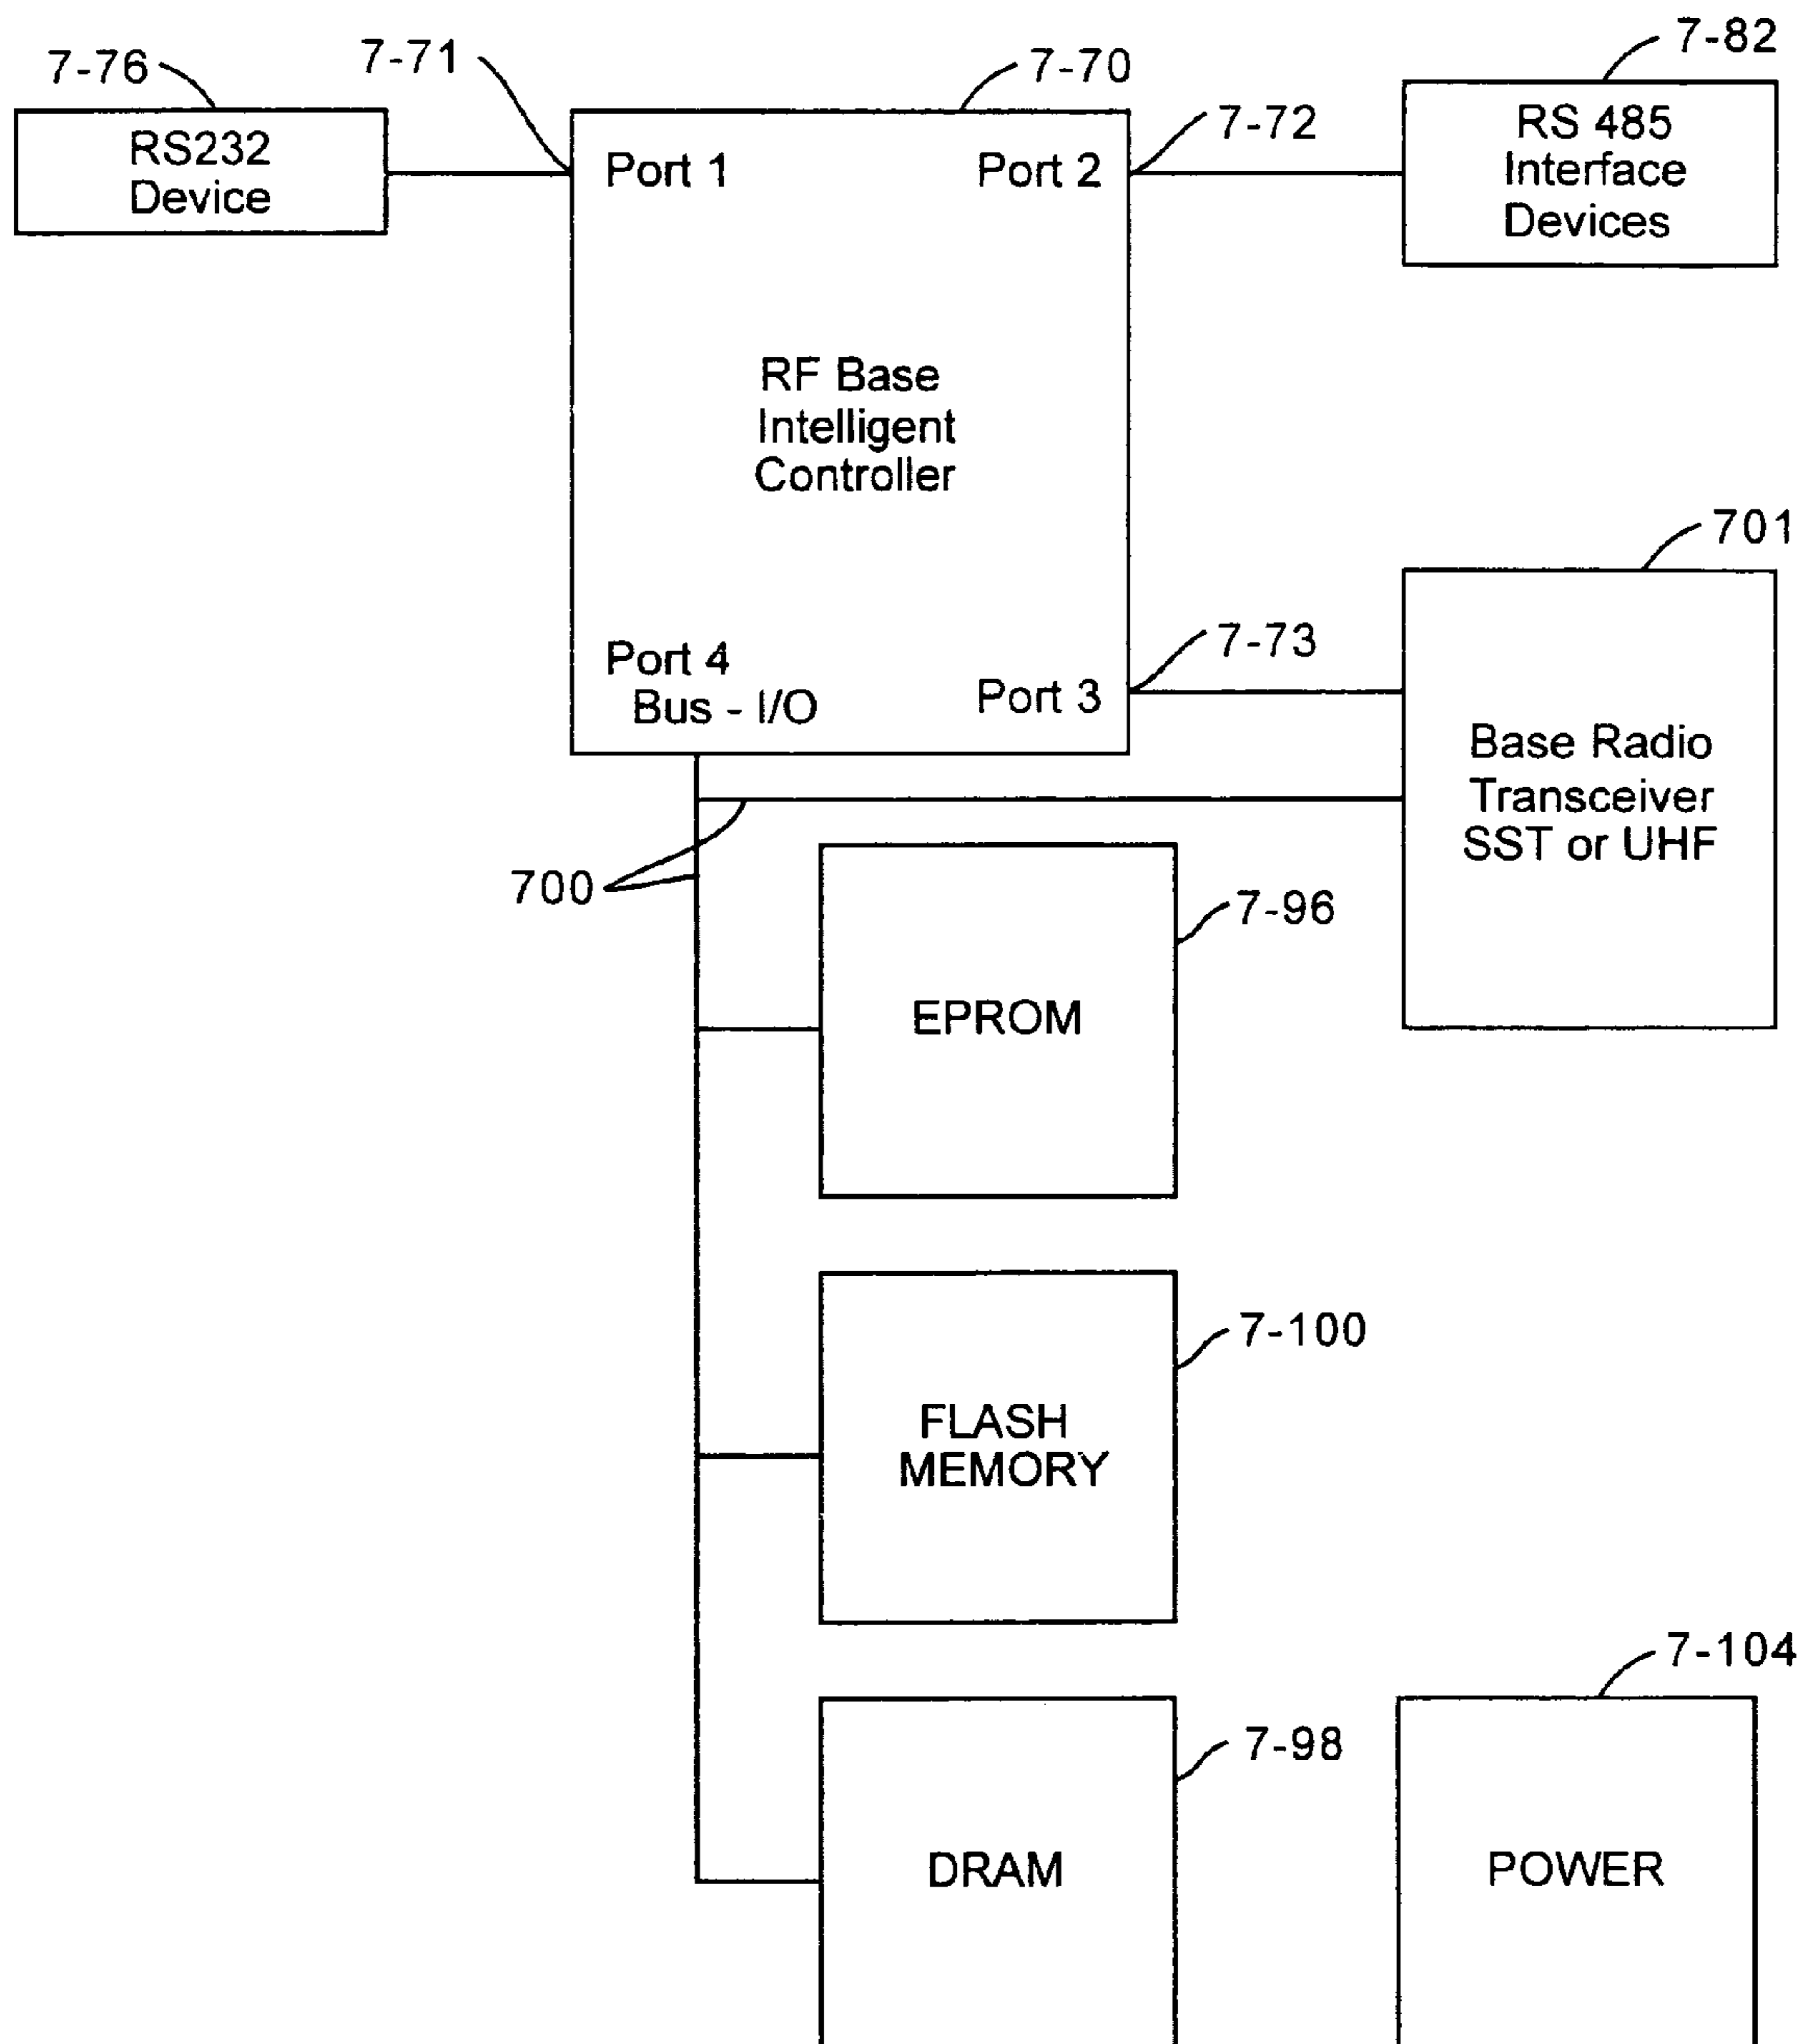 7-76
7-71
7-70
7-82
RS232
Device
Port 1
Port 2
7-72
RS 485
Interface
Devices
RF Base
Intelligent
Controller
701
Port 4
Bus - I/O
Port 3
7-73
Base Radio
Transceiver
SST or UHF
700
7-96
EPROM
7-100
FLASH
MEMORY
7-104
7-98
DRAM
POWER